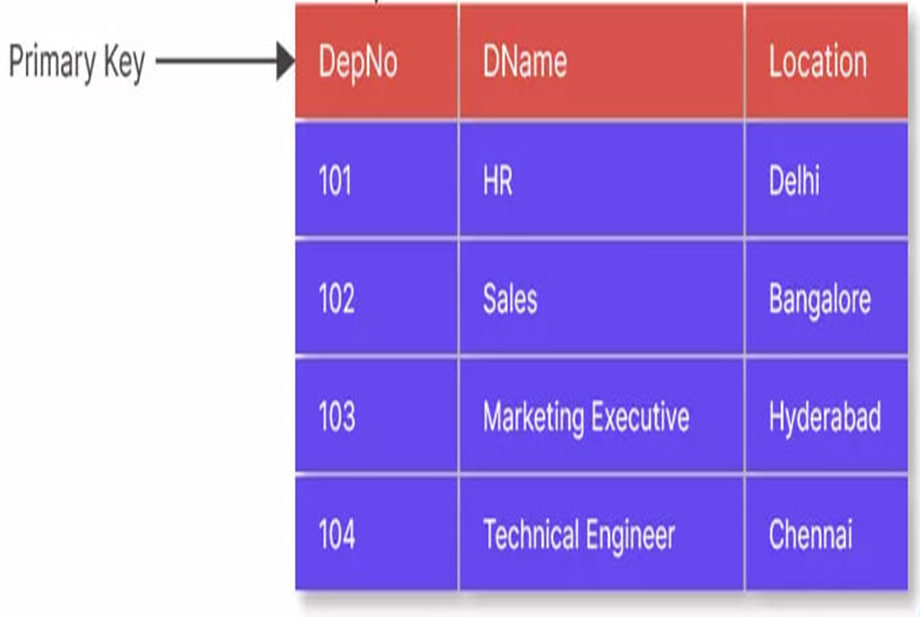 Primary Key DepNo DName Location
101 HR Delhi
102 Sales Bangalore
103 Marketing Executive Hyderabad
104 Technical Engineer Chennai